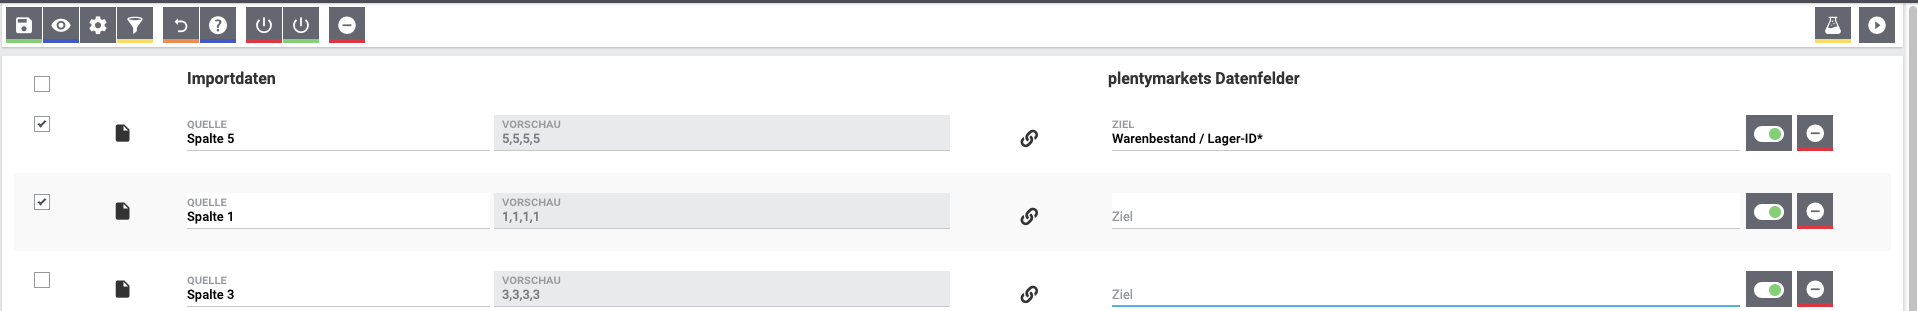 Importdaten plentymarkets Datenfelder
QUELLE VORSCHAU ZIEL
Spalte 5 5,5,5,5 Warenbestand / Lager-ID*
QUELLE VORSCHAU
Spalte 1 1,1,1,1 Ziel
QUELLE VORSCHAU
Spalte 3 3,3,3,3 Ziel